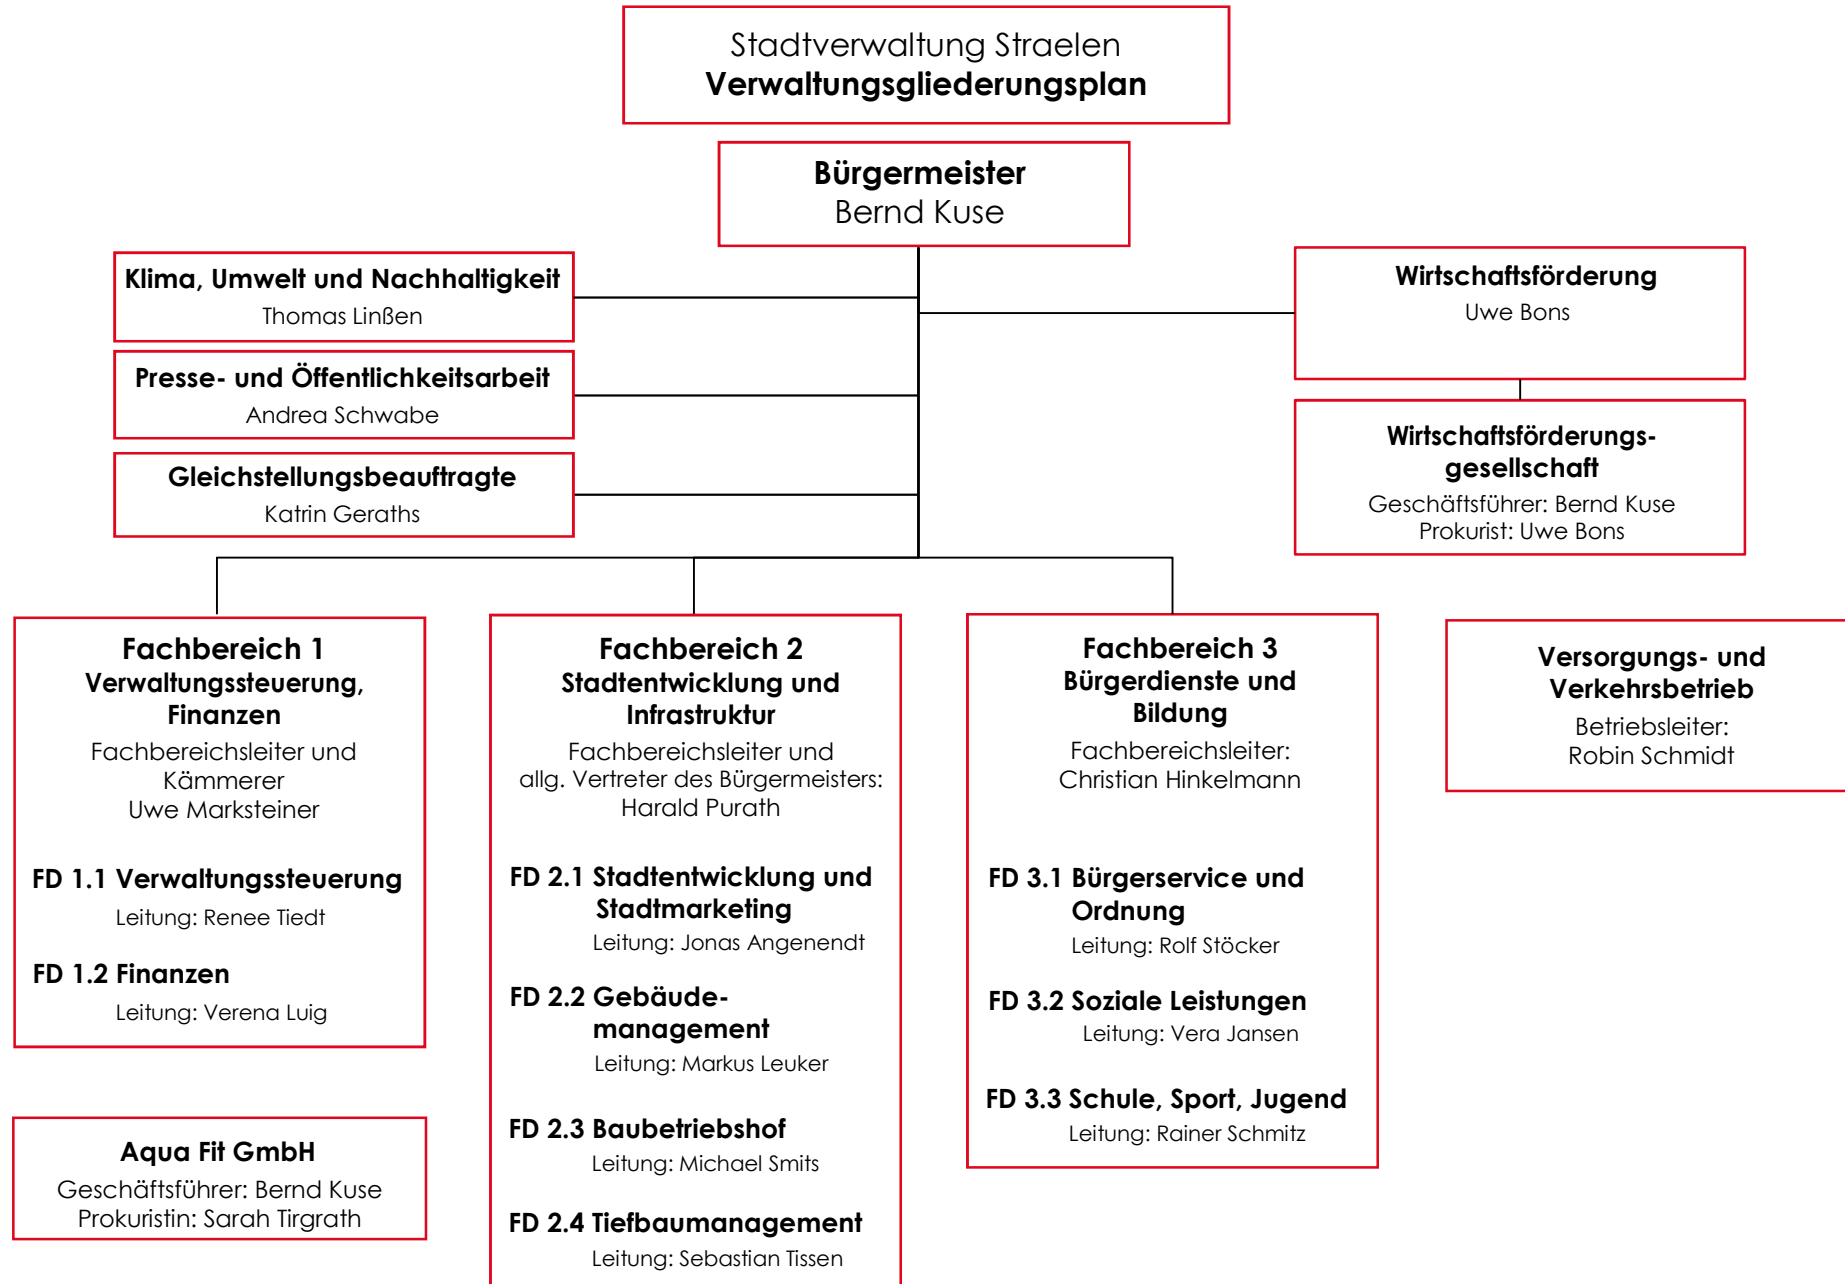 Stadtverwaltung Straelen
Verwaltungsgliederungsplan
Bürgermeister
Bernd Kuse
Klima, Umwelt und Nachhaltigkeit
Thomas Linßen
Presse- und Öffentlichkeitsarbeit
Andrea Schwabe
Gleichstellungsbeauftragte
Katrin Geraths
Wirtschaftsförderung
Uwe Bons
Wirtschaftsförderungs-
gesellschaft
Geschäftsführer: Bernd Kuse
Prokurist: Uwe Bons
Fachbereich 1
Verwaltungssteuerung,
Finanzen
Fachbereichsleiter und
Kämmerer
Uwe Marksteiner
FD 1.1 Verwaltungssteuerung
Leitung: Renee Tiedt
FD 1.2 Finanzen
Leitung: Verena Luig
Aqua Fit GmbH
Geschäftsführer: Bernd Kuse
Prokuristin: Sarah Tirgrath
Fachbereich 2
Stadtentwicklung und
Infrastruktur
Fachbereichsleiter und
allg. Vertreter des Bürgermeisters:
Harald Purath
FD 2.1 Stadtentwicklung und
Stadtmarketing
Leitung: Jonas Angenendt
FD 2.2 Gebäude-
management
Leitung: Markus Leuker
FD 2.3 Baubetriebshof
Leitung: Michael Smits
FD 2.4 Tiefbaumanagement
Leitung: Sebastian Tissen
Fachbereich 3
Bürgerdienste und
Bildung
Fachbereichsleiter:
Christian Hinkelmann
FD 3.1 Bürgerservice und
Ordnung
Leitung: Rolf Stöcker
FD 3.2 Soziale Leistungen
Leitung: Vera Jansen
FD 3.3 Schule, Sport, Jugend
Leitung: Rainer Schmitz
Versorgungs- und
Verkehrsbetrieb
Betriebsleiter:
Robin Schmidt